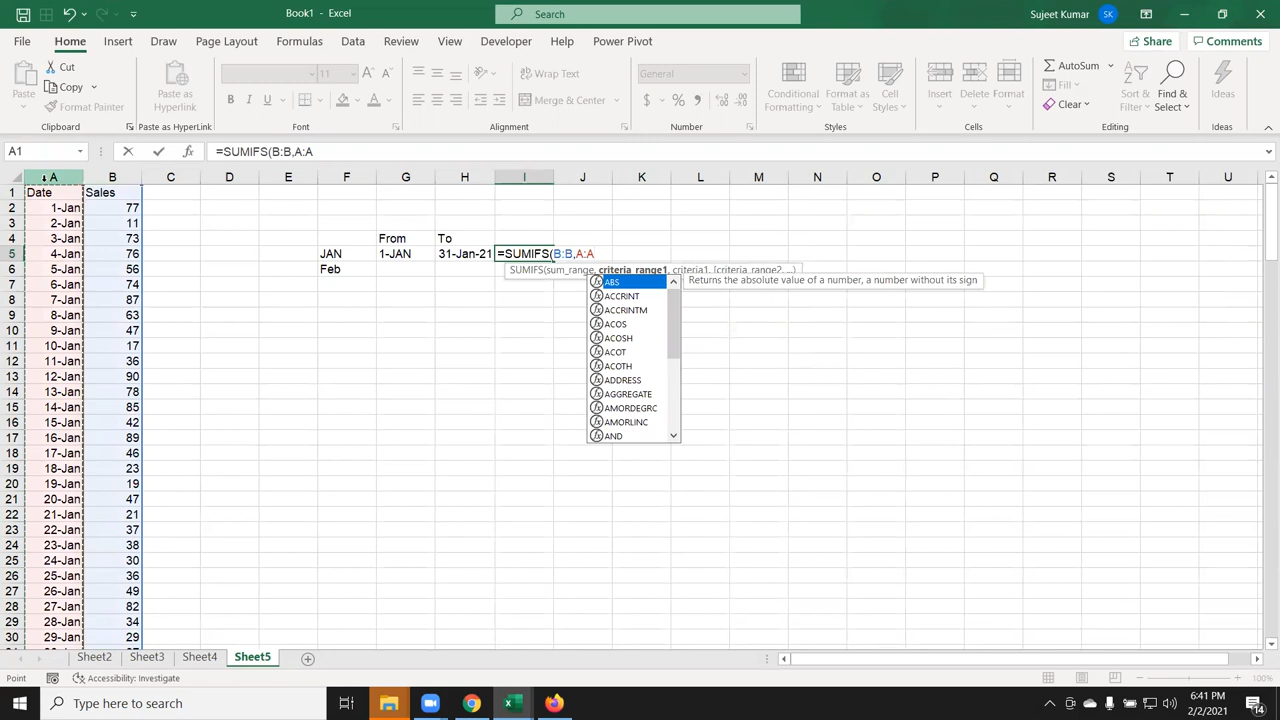 Book1 - Excel
Search
Sujeet Kumar
SK
File Home Insert Draw Page Layout Formulas Data Review View Developer Help Power Pivot
Share
Comments
Paste
Cut
Copy
Format Painter
Clipboard
Paste as
Hyperlink
Paste as HyperLink
11
A A
B I U
A
Font
Wrap Text
Merge & Center
Alignment
General
$ % ,
Number
Conditional
Formatting
Format as
Table
Cell
Styles
Styles
Insert
Delete
Format
Cells
AutoSum
Fill
Clear
Sort &
Filter
Find &
Select
Editing
Ideas
Ideas
A1
fx
=SUMIFS(B:B,A:A
A B C D E F G H I J K L M N O P Q R S T U
1 Date Sales
2 1-Jan 77
3 2-Jan 11
4 3-Jan 73 From To
5 4-Jan 76 JAN 1-JAN 31-Jan-21 =SUMIFS(B:B,A:A
6 5-Jan 56 Feb SUMIFS(sum_range, criteria_range1, criteria1, [criteria_range2, ...)
7 6-Jan 74 ABS Returns the absolute value of a number, a number without its sign
8 7-Jan 87 ACCRINT
9 8-Jan 63 ACCRINTM
10 9-Jan 47 ACOS
11 10-Jan 17 ACOSH
12 11-Jan 36 ACOT
13 12-Jan 90 ACOTH
14 13-Jan 78 ADDRESS
15 14-Jan 85 AGGREGATE
16 15-Jan 42 AMORDEGRC
17 16-Jan 89 AMORLINC
18 17-Jan 46 AND
19 18-Jan 23
20 19-Jan 19
21 20-Jan 47
22 21-Jan 21
23 22-Jan 37
24 23-Jan 38
25 24-Jan 30
26 25-Jan 36
27 26-Jan 49
28 27-Jan 82
29 28-Jan 34
30 29-Jan 29
Sheet2 Sheet3 Sheet4 Sheet5
Point
Accessibility: Investigate
100%
Type here to search
6:41 PM
2/2/2021